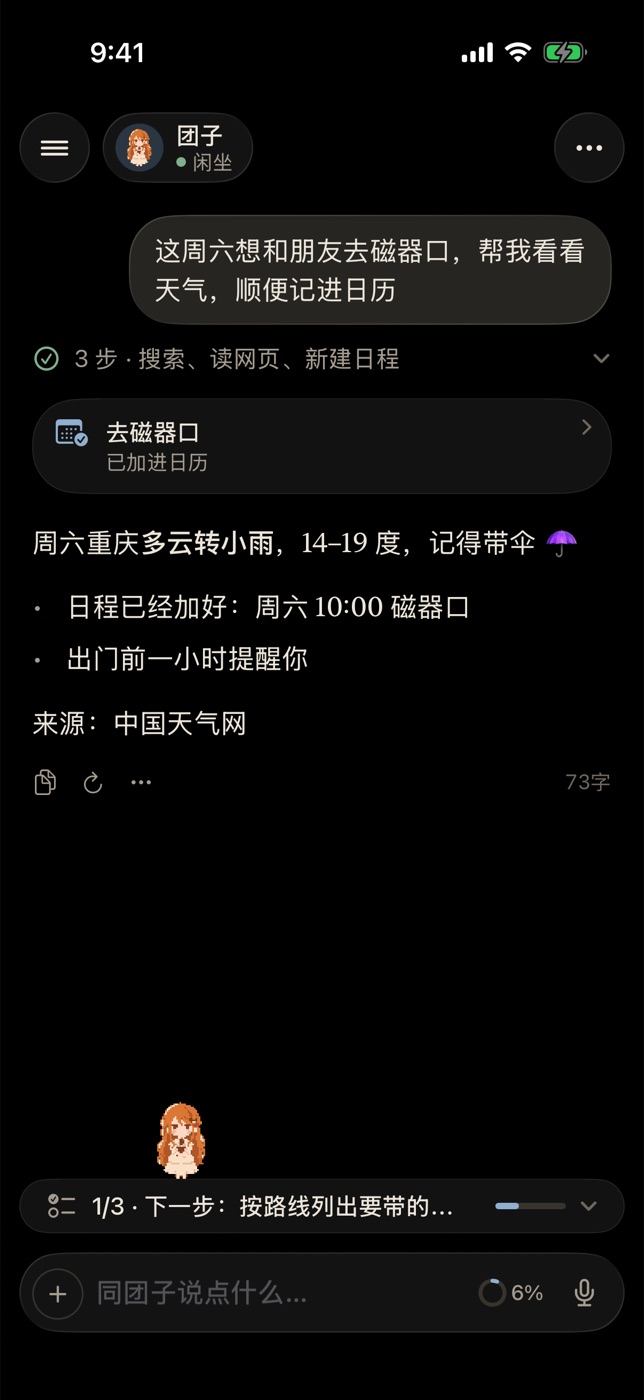 9:41
团子
闲坐
这周六想和朋友去磁器口，帮我看看
天气，顺便记进日历
3 步 · 搜索、读网页、新建日程
去磁器口
已加进日历
周六重庆多云转小雨，14–19 度，记得带伞 ☂️
• 日程已经加好：周六 10:00 磁器口
• 出门前一小时提醒你
来源：中国天气网
73字
1/3 · 下一步：按路线列出要带的...
同团子说点什么...
6%